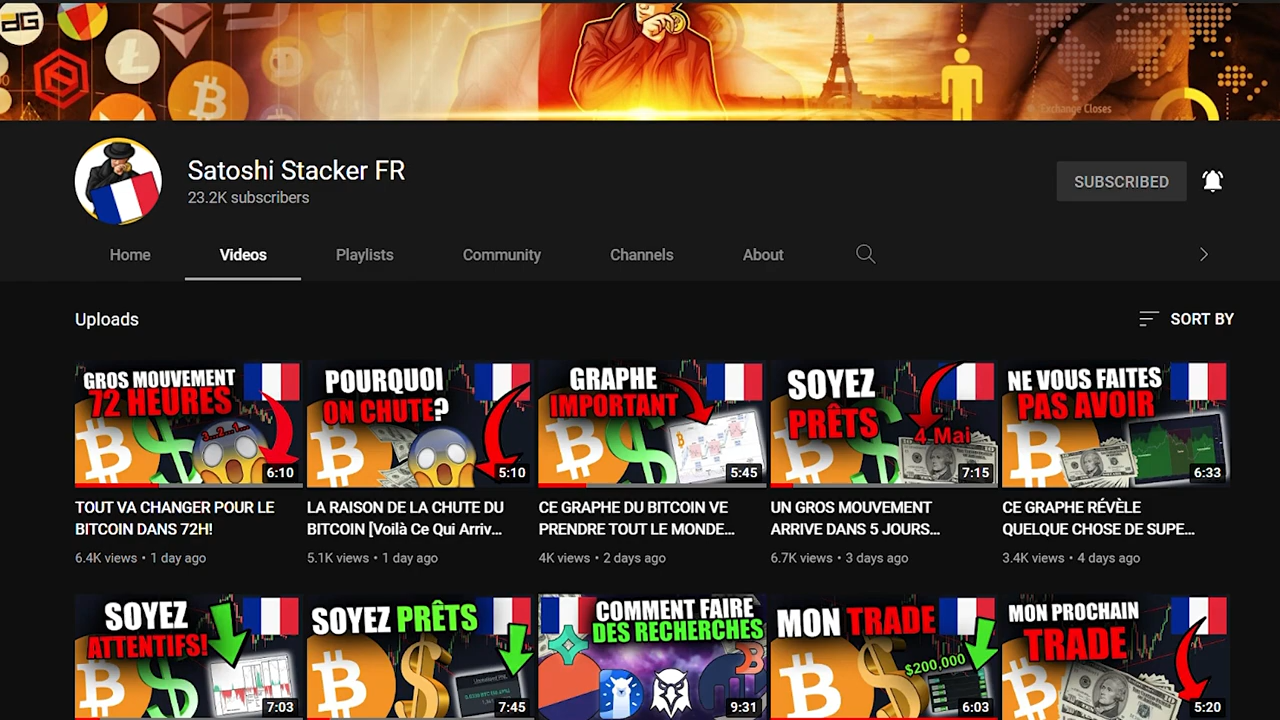 dG
Exchange Closes
Satoshi Stacker FR
23.2K subscribers
SUBSCRIBED
Home
Videos
Playlists
Community
Channels
About
Uploads
SORT BY
GROS MOUVEMENT
72 HEURES
3...2...1...
6:10
POURQUOI
ON CHUTE?
5:10
GRAPHE
IMPORTANT
5:45
SOYEZ
PRÊTS
4 Mai
7:15
NE VOUS FAITES
PAS AVOIR
6:33
TOUT VA CHANGER POUR LE
BITCOIN DANS 72H!
6.4K views • 1 day ago
LA RAISON DE LA CHUTE DU
BITCOIN [Voilà Ce Qui Arriv...
5.1K views • 1 day ago
CE GRAPHE DU BITCOIN VE
PRENDRE TOUT LE MONDE...
4K views • 2 days ago
UN GROS MOUVEMENT
ARRIVE DANS 5 JOURS...
6.7K views • 3 days ago
CE GRAPHE RÉVÈLE
QUELQUE CHOSE DE SUPE...
3.4K views • 4 days ago
SOYEZ
ATTENTIFS!
7:03
SOYEZ PRÊTS
7:45
COMMENT FAIRE
DES RECHERCHES
9:31
MON TRADE
$200,000
6:03
MON PROCHAIN
TRADE
5:20